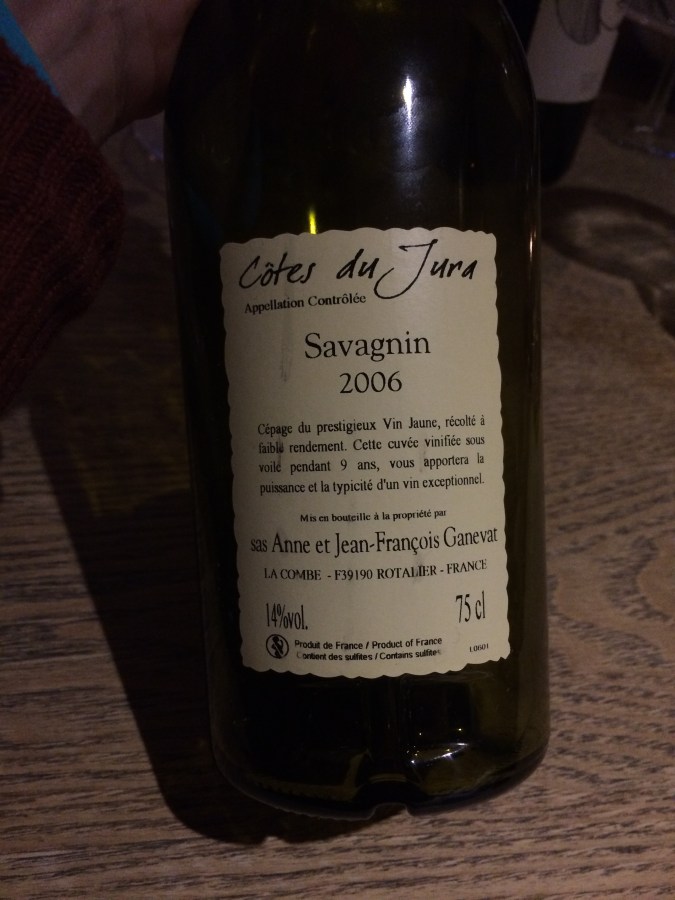 Côtes du Jura
Appellation Contrôlée
Savagnin
2006
Cépage du prestigieux Vin Jaune, récolté à
faible rendement. Cette cuvée vinifiée sous
voile pendant 9 ans, vous apportera la
puissance et la typicité d'un vin exceptionnel.
Mis en bouteille à la propriété par
sas Anne et Jean-François Ganevat
LA COMBE - F39190 ROTALIER - FRANCE
14%vol. 75 cl
Produit de France / Product of France
Contient des sulfites / Contains sulfites
L0601